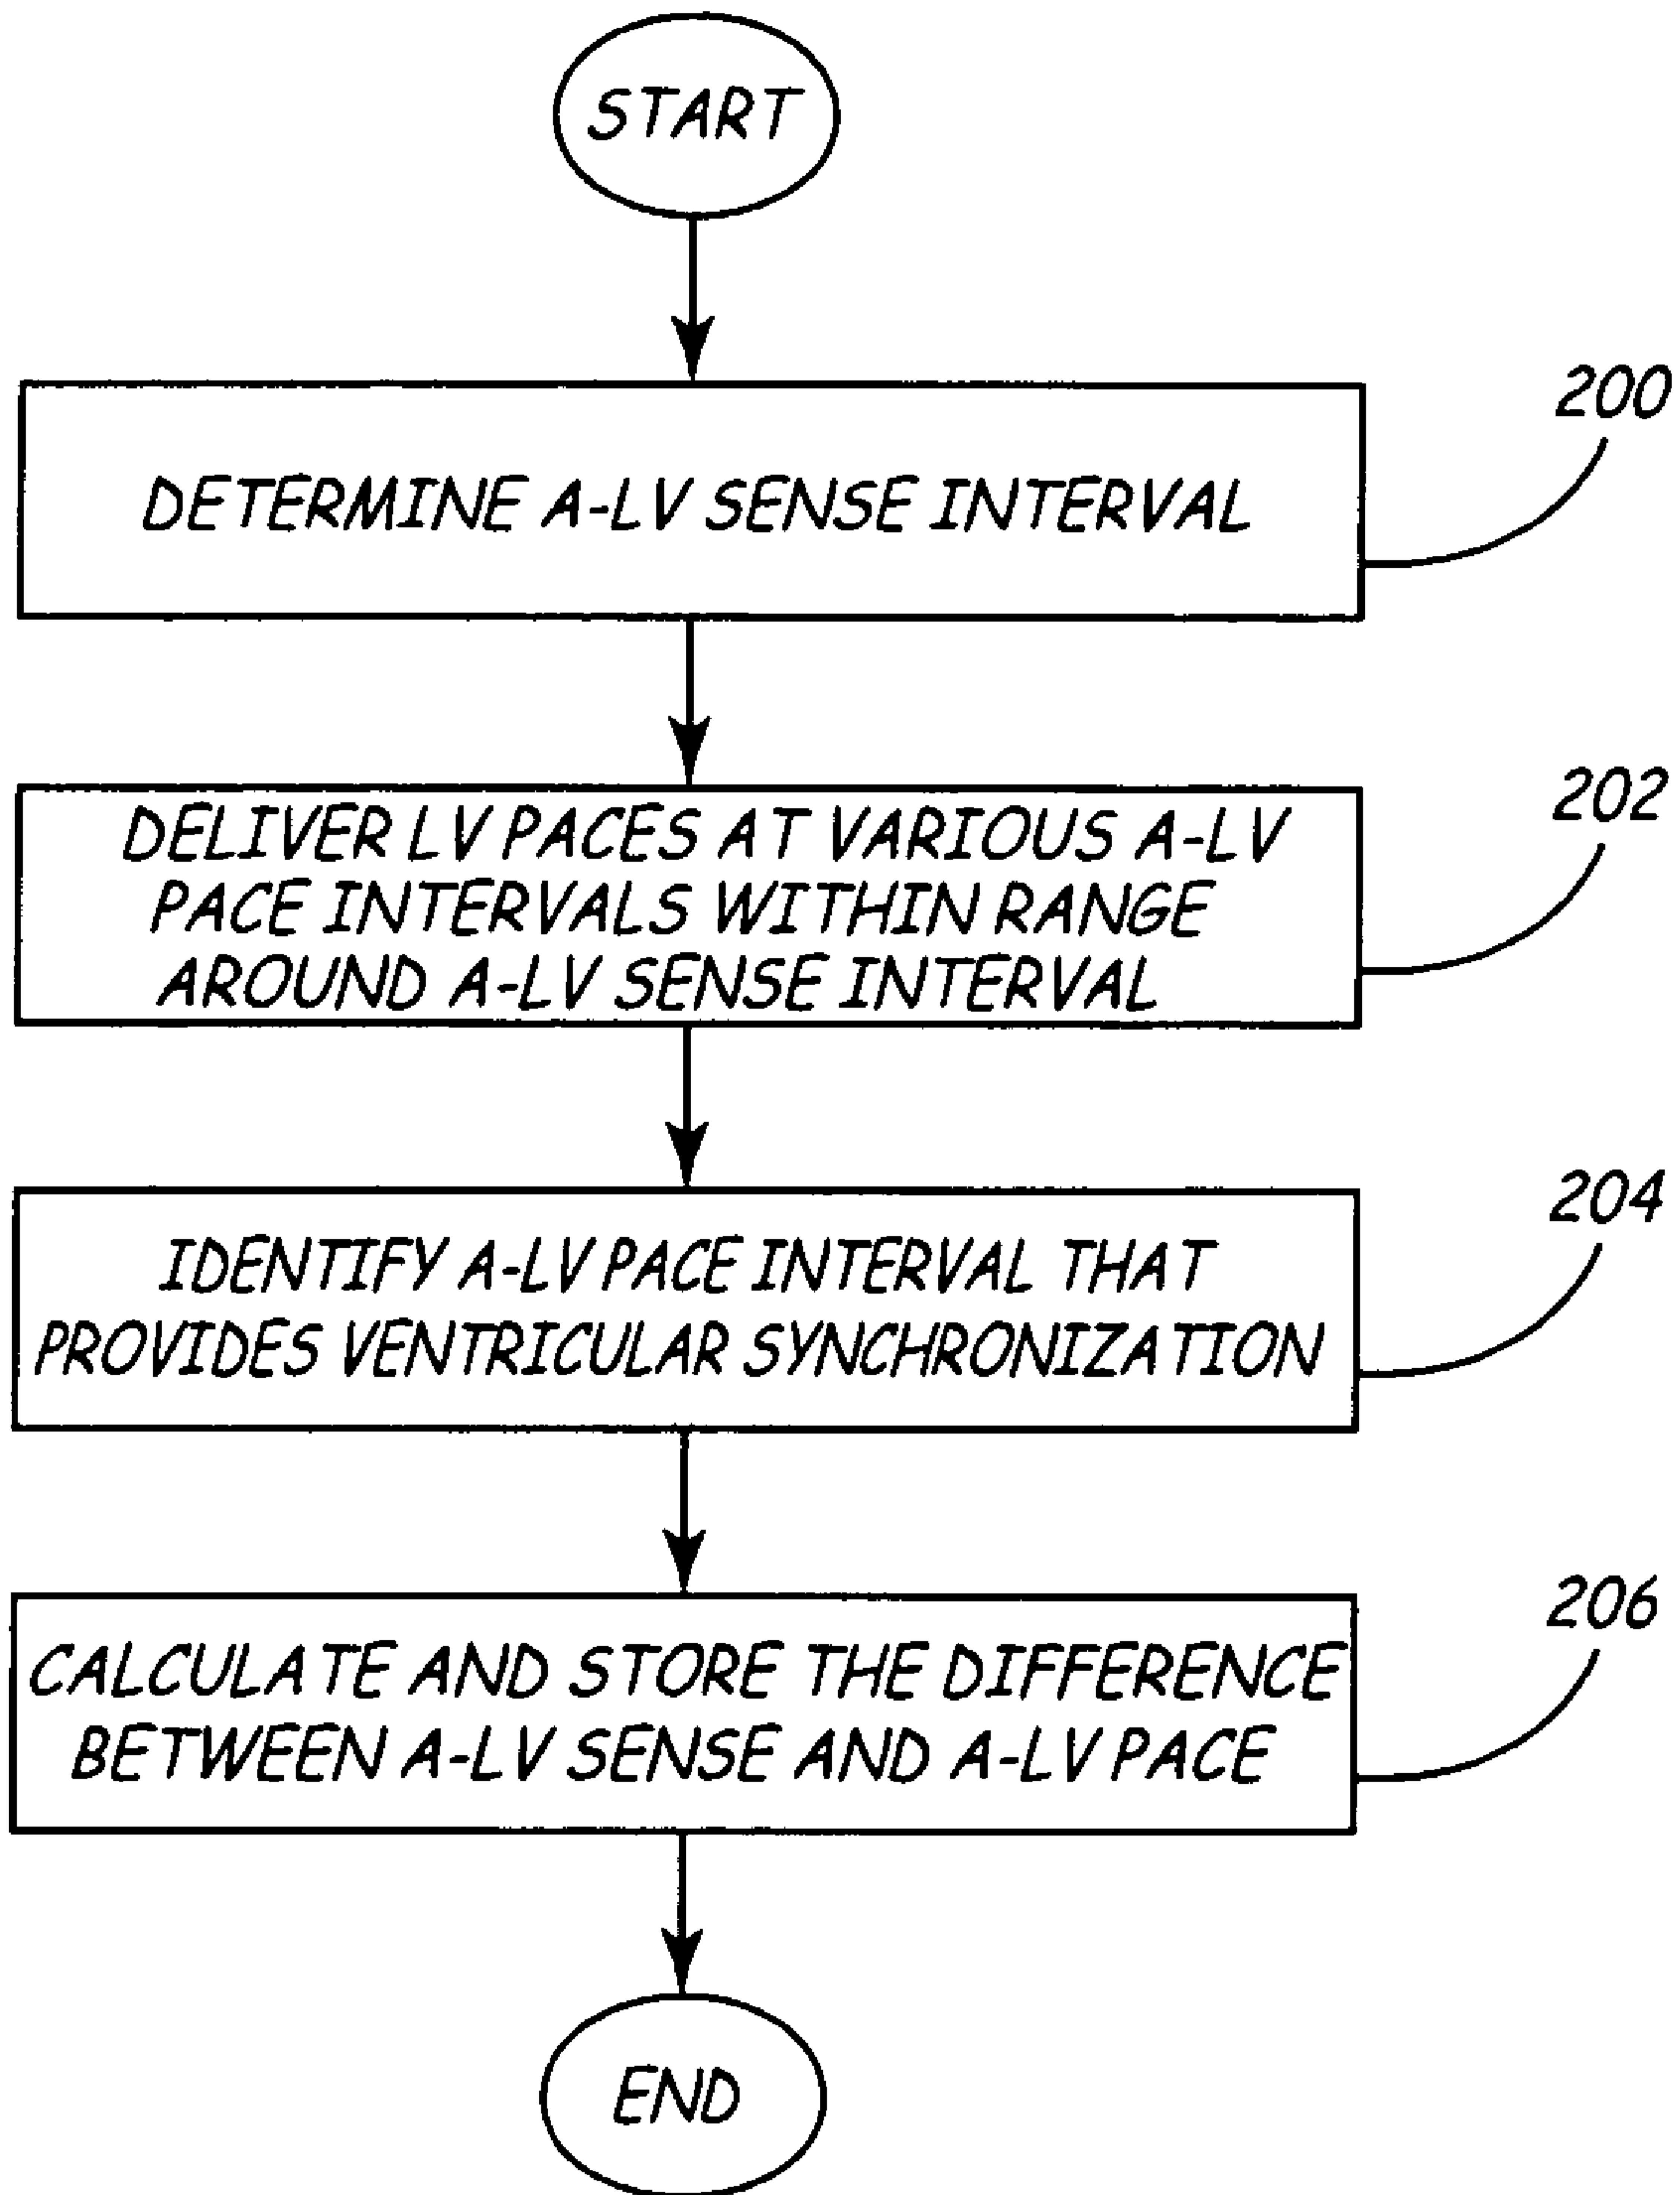 START
200
DETERMINE A-LV SENSE INTERVAL
202
DELIVER LV PACES AT VARIOUS A-LV
PACE INTERVALS WITHIN RANGE
AROUND A-LV SENSE INTERVAL
204
IDENTIFY A-LV PACE INTERVAL THAT
PROVIDES VENTRICULAR SYNCHRONIZATION
206
CALCULATE AND STORE THE DIFFERENCE
BETWEEN A-LV SENSE AND A-LV PACE
END